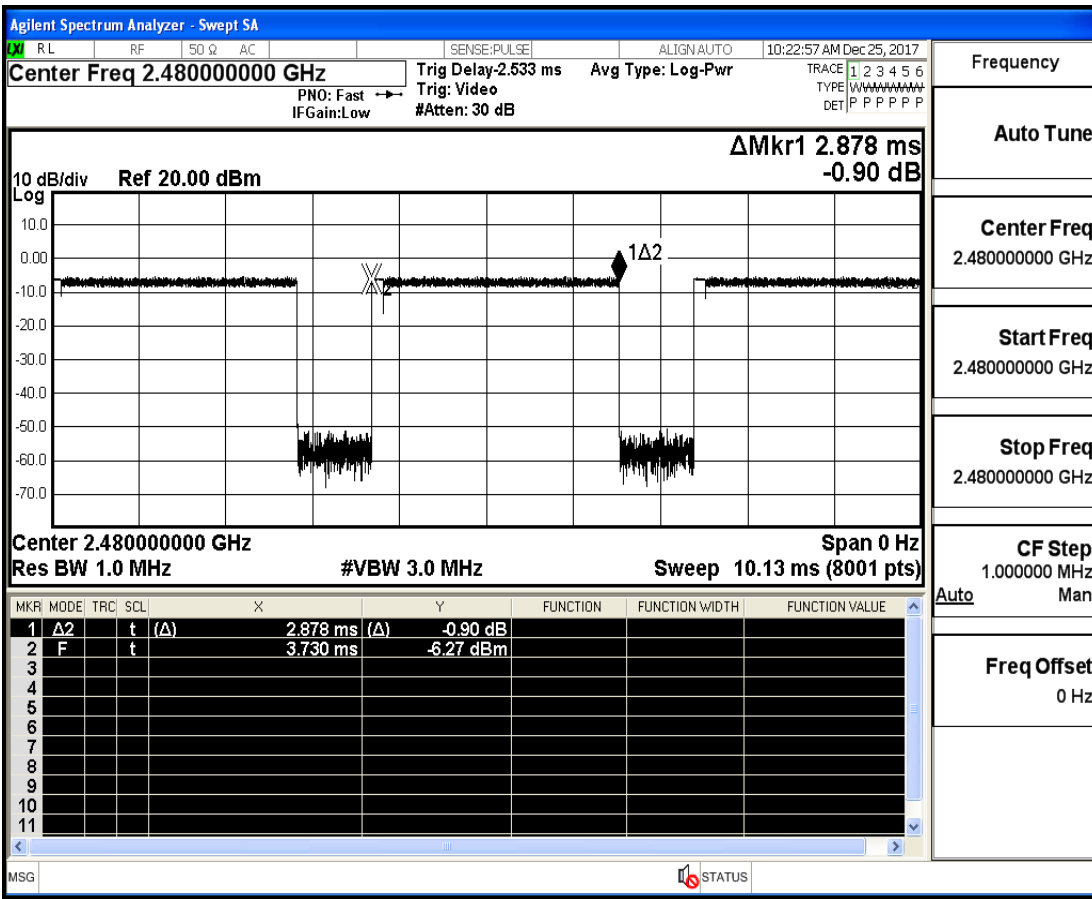 Agilent Spectrum Analyzer - Swept SA
LXI RL RF 50 Ω AC SENSE:PULSE ALIGN AUTO 10:22:57 AM Dec 25, 2017
Center Freq 2.480000000 GHz
PNO: Fast
IFGain:Low
Trig Delay-2.533 ms
Trig: Video
#Atten: 30 dB
Avg Type: Log-Pwr
TRACE 1 2 3 4 5 6
TYPE
DET P P P P P P
ΔMkr1 2.878 ms
-0.90 dB
10 dB/div Ref 20.00 dBm
Log
10.0
0.00
-10.0
-20.0
-30.0
-40.0
-50.0
-60.0
-70.0
1Δ2
2
Center 2.480000000 GHz Span 0 Hz
Res BW 1.0 MHz #VBW 3.0 MHz Sweep 10.13 ms (8001 pts)
MKR MODE TRC SCL X Y FUNCTION FUNCTION WIDTH FUNCTION VALUE
1 Δ2 t (Δ) 2.878 ms (Δ) -0.90 dB
2 F t 3.730 ms -6.27 dBm
3
4
5
6
7
8
9
10
11
MSG STATUS
Frequency
Auto Tune
Center Freq
2.480000000 GHz
Start Freq
2.480000000 GHz
Stop Freq
2.480000000 GHz
CF Step
1.000000 MHz
Auto Man
Freq Offset
0 Hz